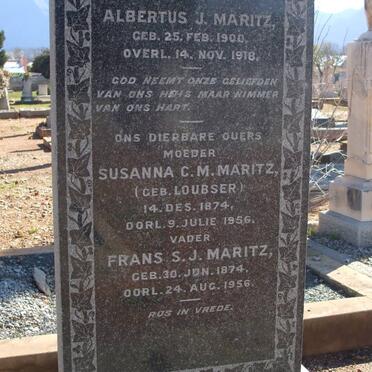 ALBERTUS J. MARITZ,
GEB. 25. FEB. 1900,
OVERL. 14. NOV. 1918.
GOD NEEMT ONZE GELIEFDEN
VAN ONS HENS MAAR NIMMER
VAN ONS HART.
ONS DIERBARE OUERS
MOEDER
SUSANNA C. M. MARITZ,
(GEB. LOUBSER)
14. DES. 1874,
OORL. 9. JULIE 1956.
VADER
FRANS S. J. MARITZ,
GEB. 30. JUN. 1874,
OORL. 24. AUG. 1956.
RUS IN VREDE.